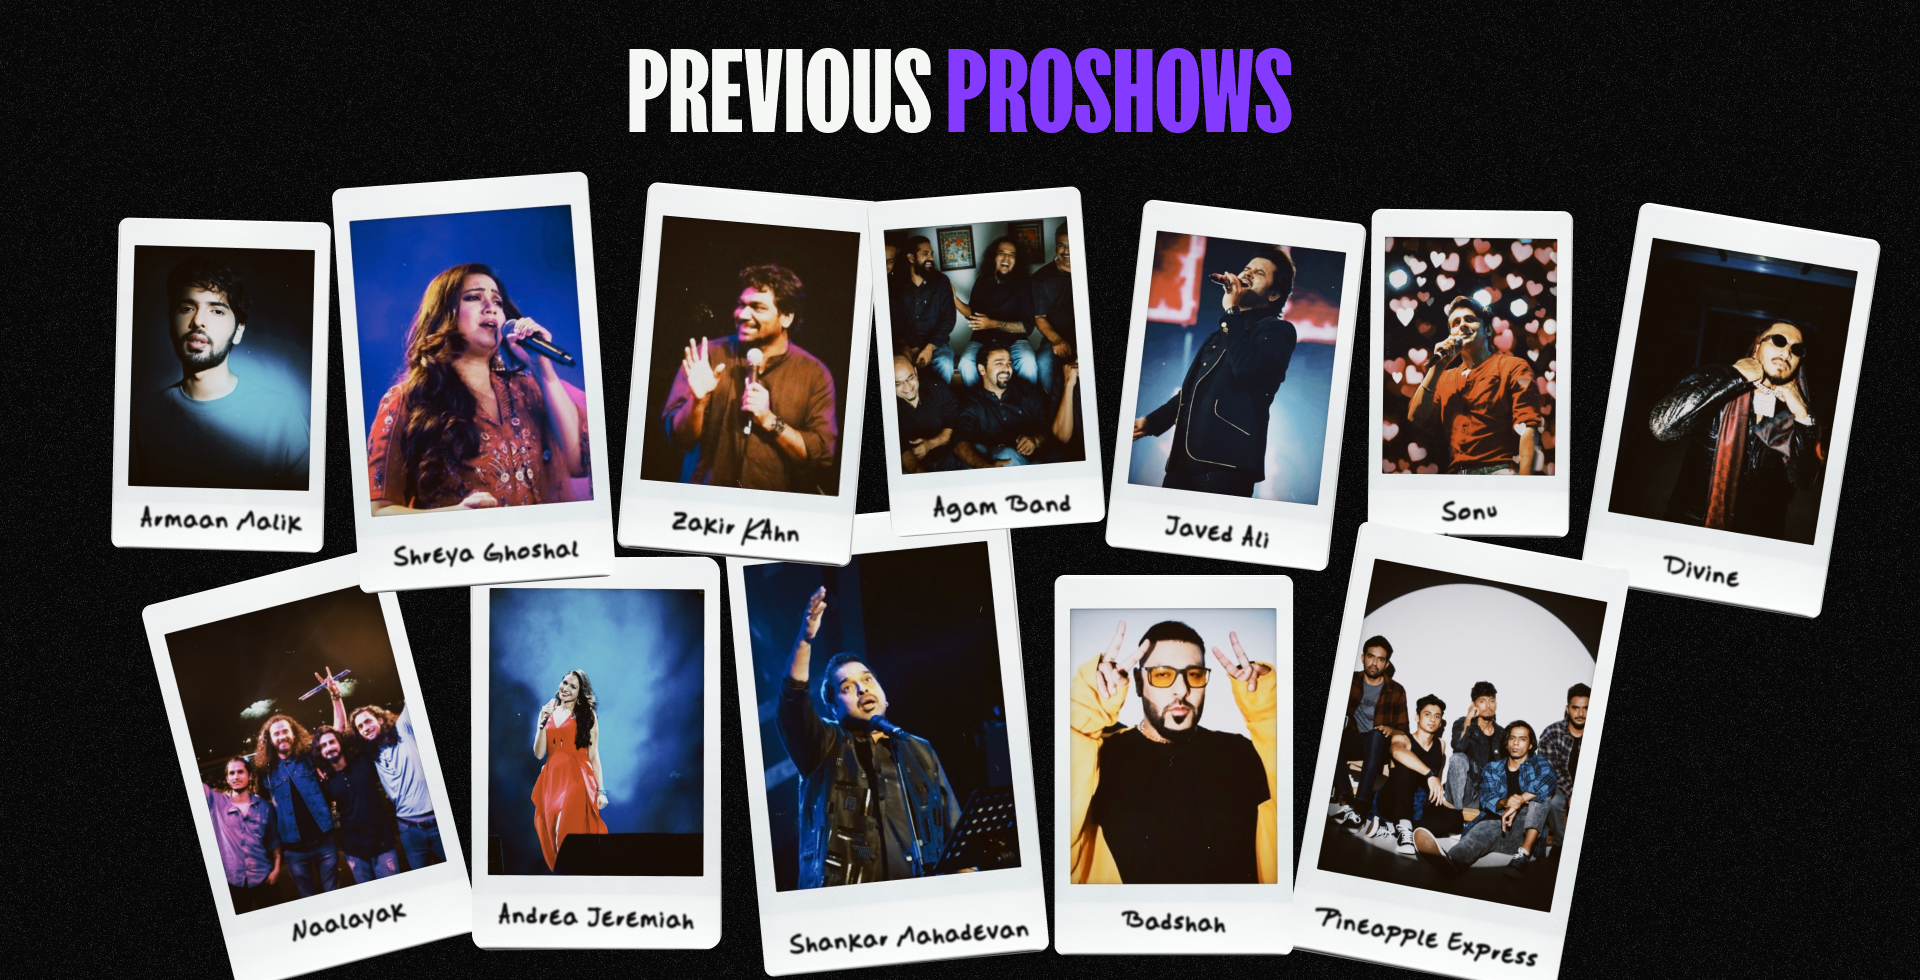 PREVIOUS PROSHOWS
Armaan Malik
Shreya Ghoshal
Zakir KAhn
Agam Band
Javed Ali
Sonu
Divine
Naalayak
Andrea Jeremiah
Shankar Mahadevan
Badshah
Pineapple Express